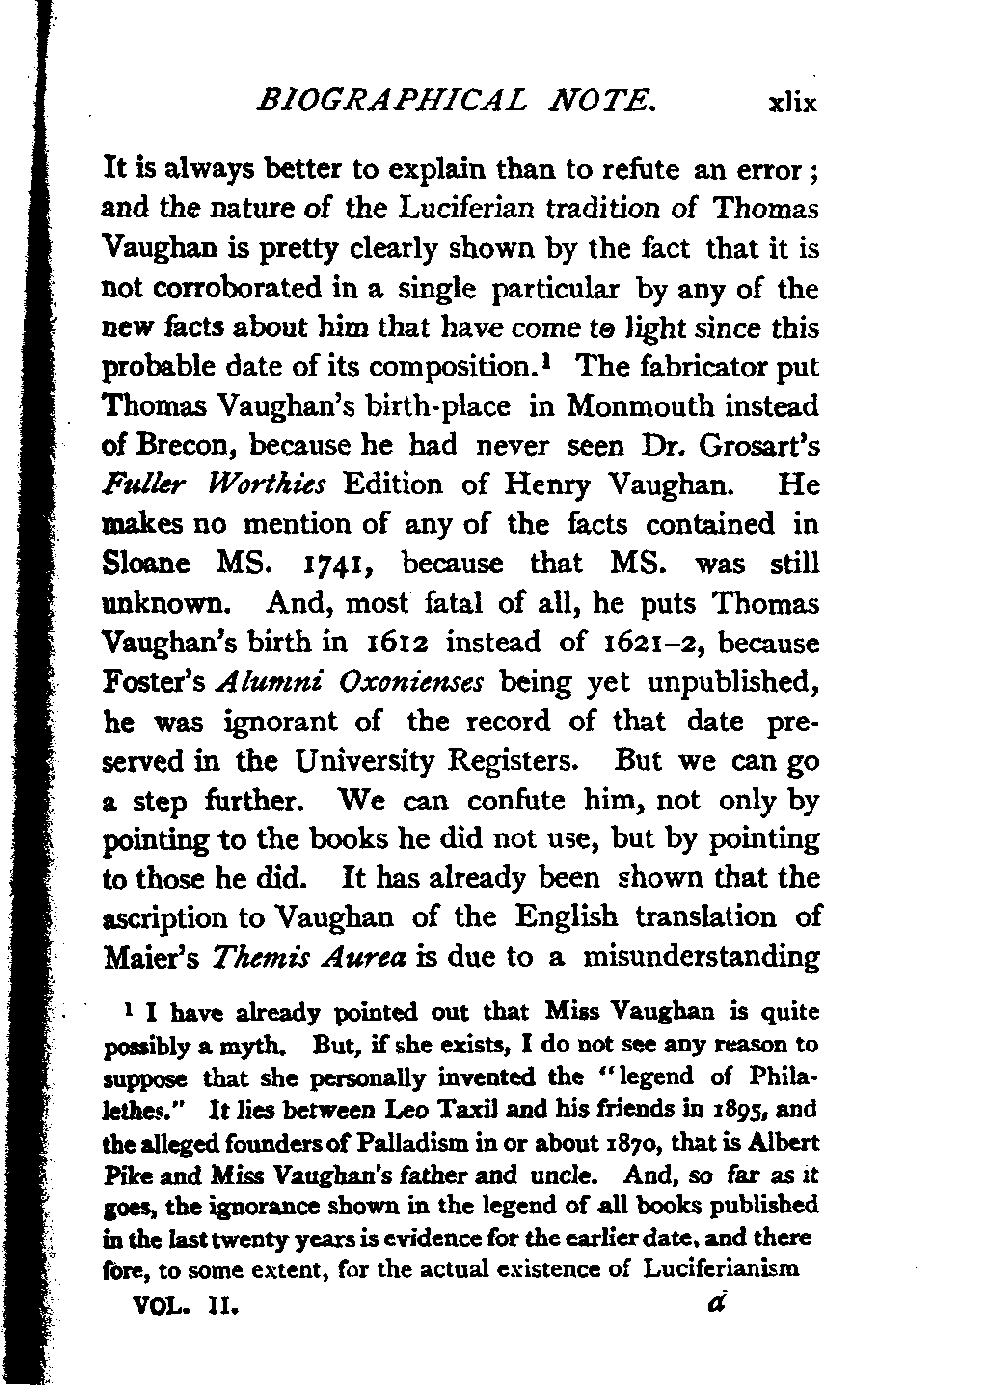 BIOGRAPHICAL NOTE. xlix
It is always better to explain than to refute an error ;
and the nature of the Luciferian tradition of Thomas
Vaughan is pretty clearly shown by the fact that it is
not corroborated in a single particular by any of the
new facts about him that have come to light since this
probable date of its composition.¹ The fabricator put
Thomas Vaughan's birth-place in Monmouth instead
of Brecon, because he had never seen Dr. Grosart's
Fuller Worthies Edition of Henry Vaughan. He
makes no mention of any of the facts contained in
Sloane MS. 1741, because that MS. was still
unknown. And, most fatal of all, he puts Thomas
Vaughan's birth in 1612 instead of 1621–2, because
Foster's Alumni Oxonienses being yet unpublished,
he was ignorant of the record of that date pre-
served in the University Registers. But we can go
a step further. We can confute him, not only by
pointing to the books he did not use, but by pointing
to those he did. It has already been shown that the
ascription to Vaughan of the English translation of
Maier's Themis Aurea is due to a misunderstanding
¹ I have already pointed out that Miss Vaughan is quite
possibly a myth. But, if she exists, I do not see any reason to
suppose that she personally invented the "legend of Phila-
lethes." It lies between Leo Taxil and his friends in 1895, and
the alleged founders of Palladism in or about 1870, that is Albert
Pike and Miss Vaughan's father and uncle. And, so far as it
goes, the ignorance shown in the legend of all books published
in the last twenty years is evidence for the earlier date, and there
fore, to some extent, for the actual existence of Luciferianism
VOL. II. d